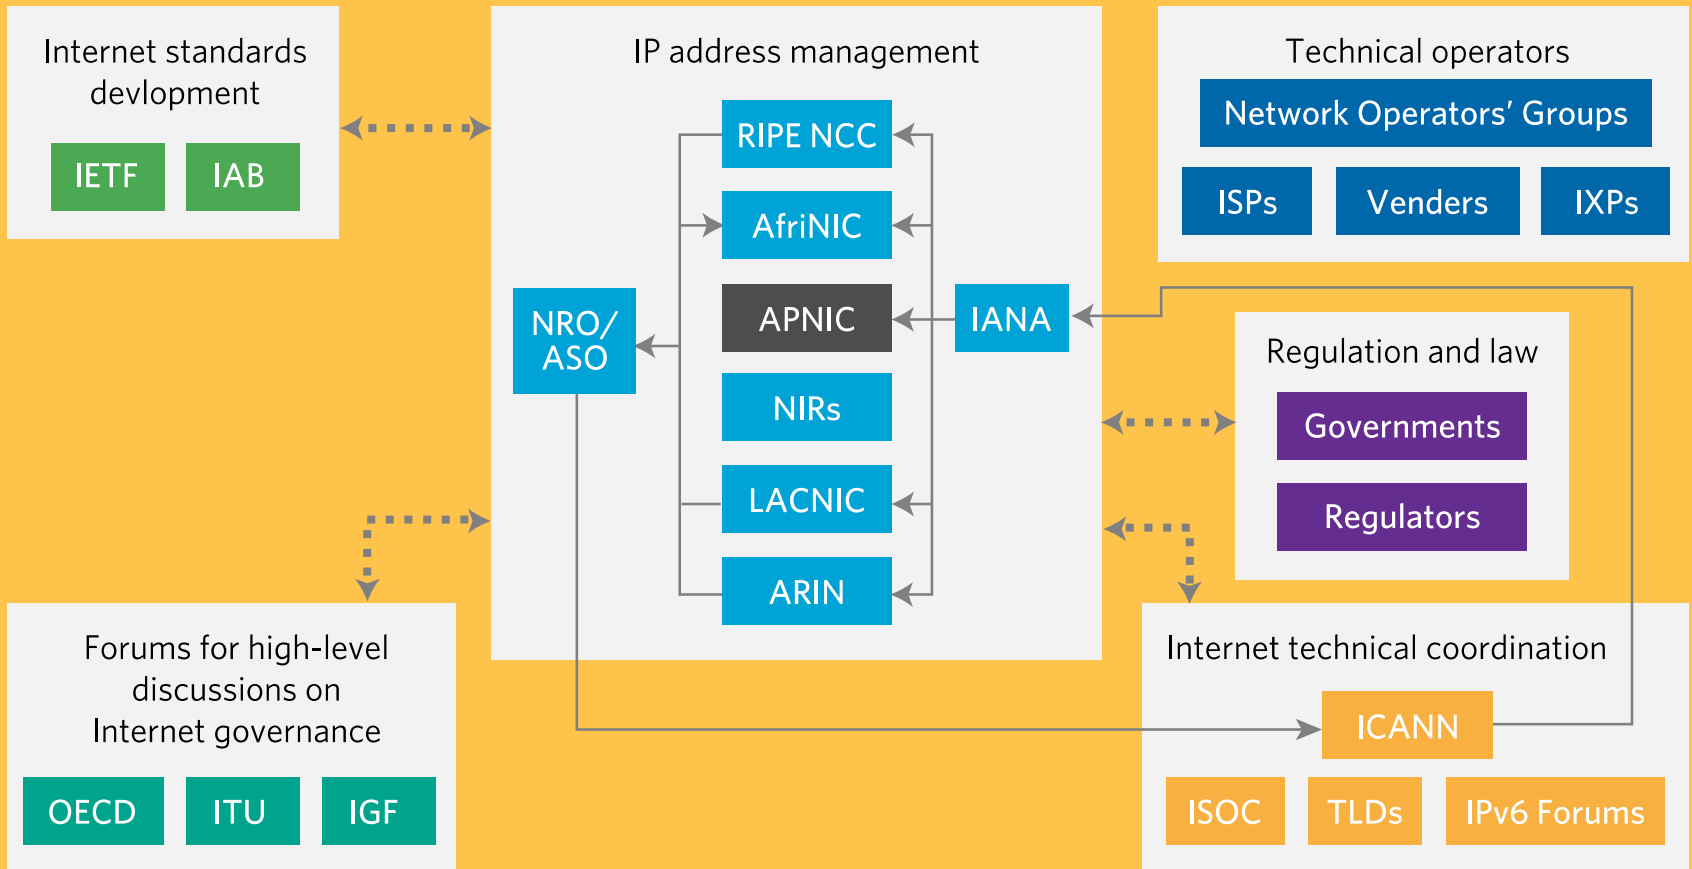 Internet standards
devlopment
IETF
IAB
IP address management
RIPE NCC
AfriNIC
APNIC
NIRs
LACNIC
ARIN
NRO/
ASO
IANA
Technical operators
Network Operators’ Groups
ISPs
Venders
IXPs
Regulation and law
Governments
Regulators
Forums for high-level
discussions on
Internet governance
OECD
ITU
IGF
Internet technical coordination
ICANN
ISOC
TLDs
IPv6 Forums